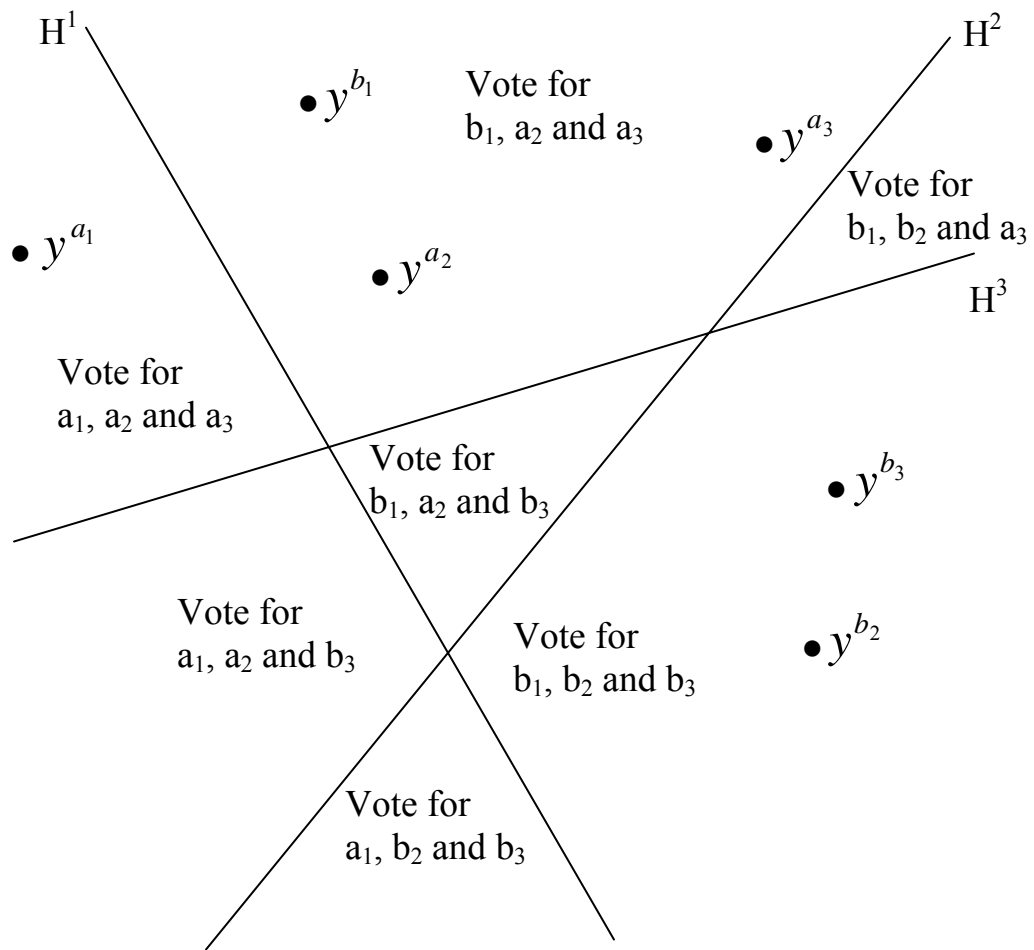 H¹
H²
y^{b₁}
Vote for
b₁, a₂ and a₃
y^{a₃}
Vote for
b₁, b₂ and a₃
y^{a₁}
y^{a₂}
H³
Vote for
a₁, a₂ and a₃
Vote for
b₁, a₂ and b₃
y^{b₃}
Vote for
a₁, a₂ and b₃
Vote for
b₁, b₂ and b₃
y^{b₂}
Vote for
a₁, b₂ and b₃